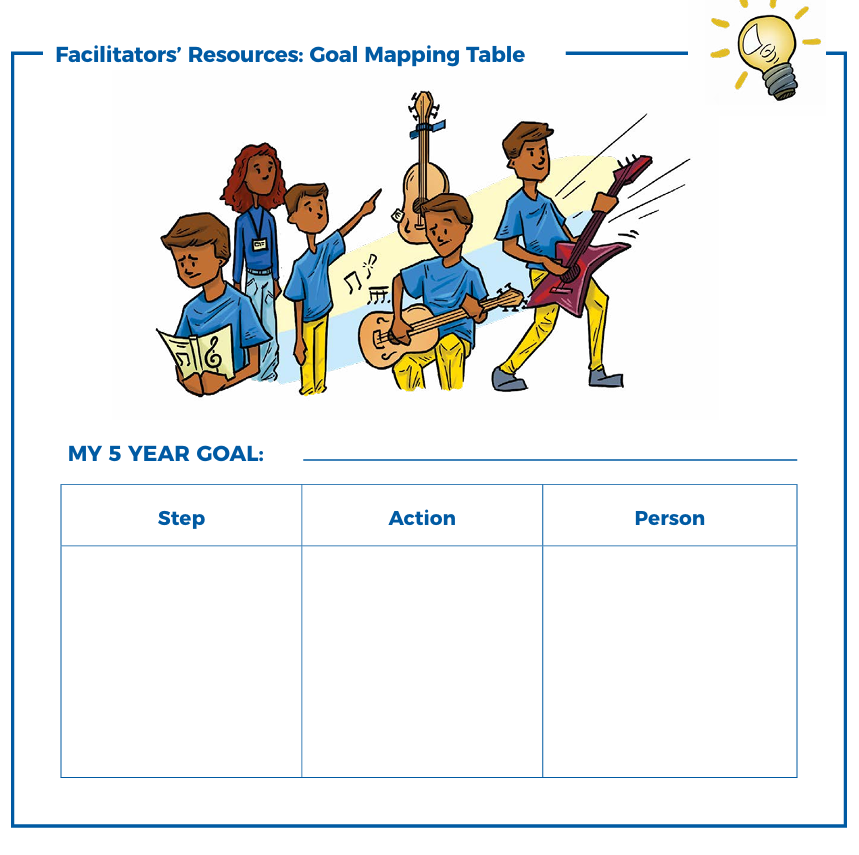 Facilitators’ Resources: Goal Mapping Table
MY 5 YEAR GOAL:
Step Action Person